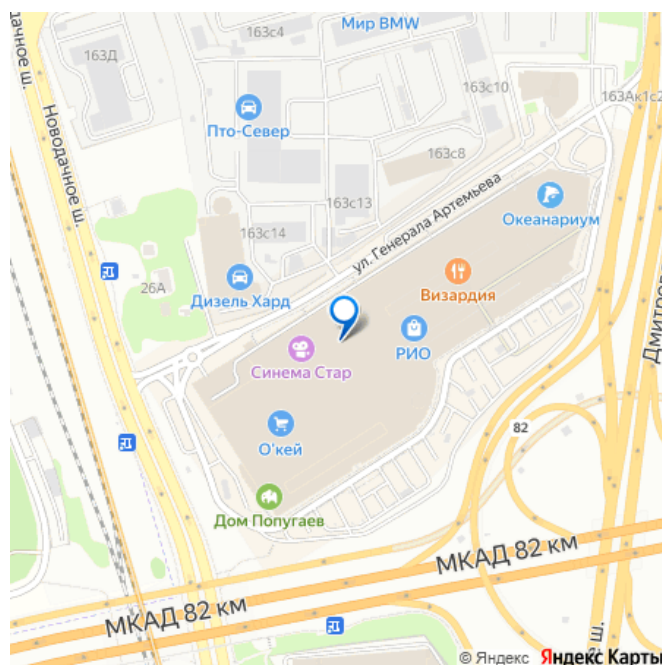 дачное ш.
163с4
Мир BMW
163Д
Новодачное ш.
163с10
163Ак1с2
Пто-Север
163с8
ул. Генерала Артемьева
163с13
Океанариум
163с14
26А
Дизель Хард
Визардия
РИО
Дмитров
Синема Стар
82
О'кей
Дом Попугаев
МКАД 82 км
МКАД 82 км
е ш.
© Яндекс Яндекс Карты